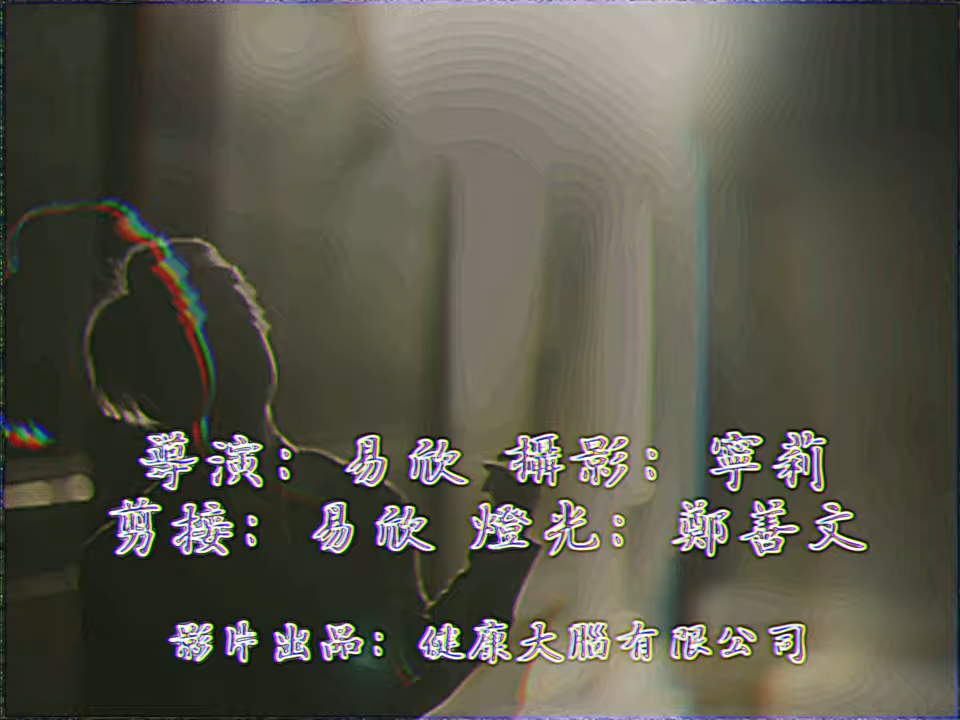 導演: 易欣 攝影: 寧莉
剪接: 易欣 燈光: 鄭善文
影片出品: 健康大腦有限公司